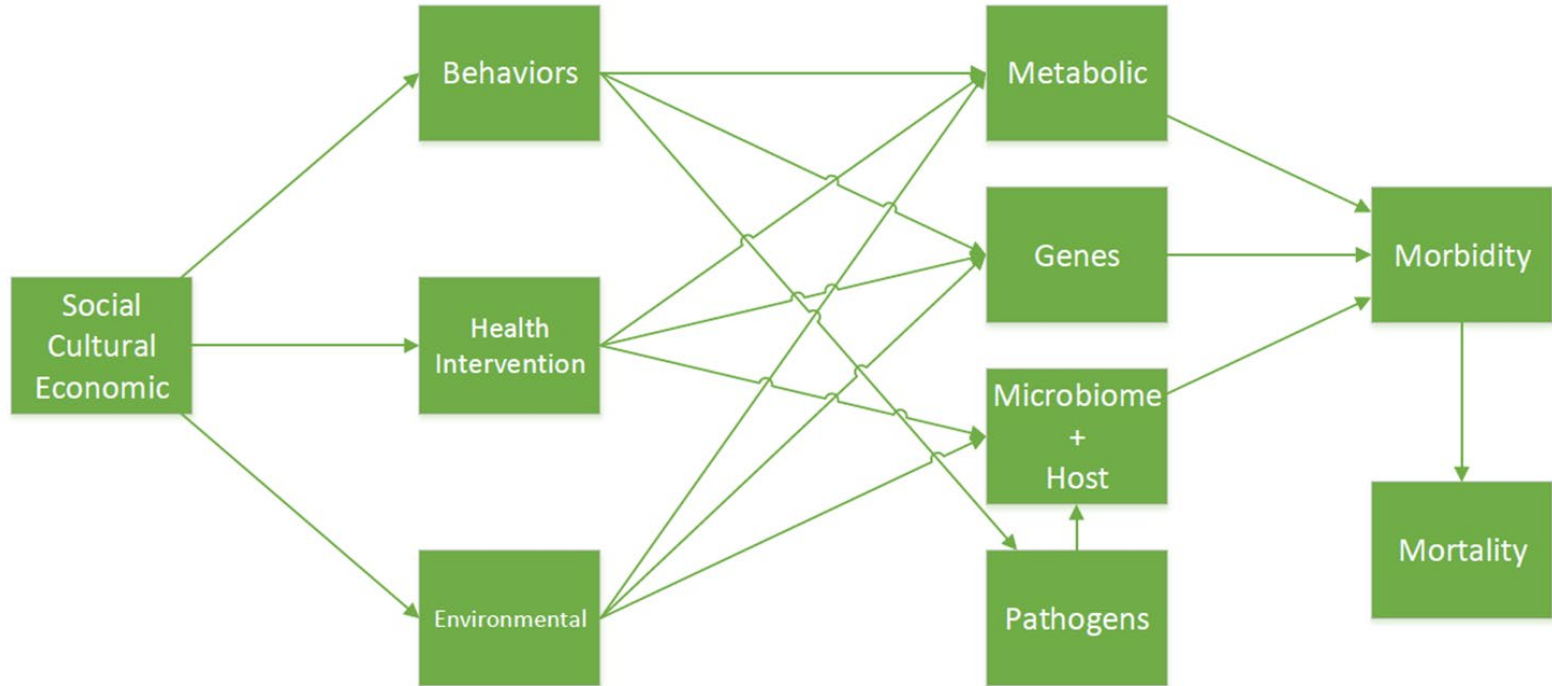 Behaviors
Metabolic
Genes
Morbidity
Social
Cultural
Economic
Health
Intervention
Microbiome
+
Host
Mortality
Environmental
Pathogens